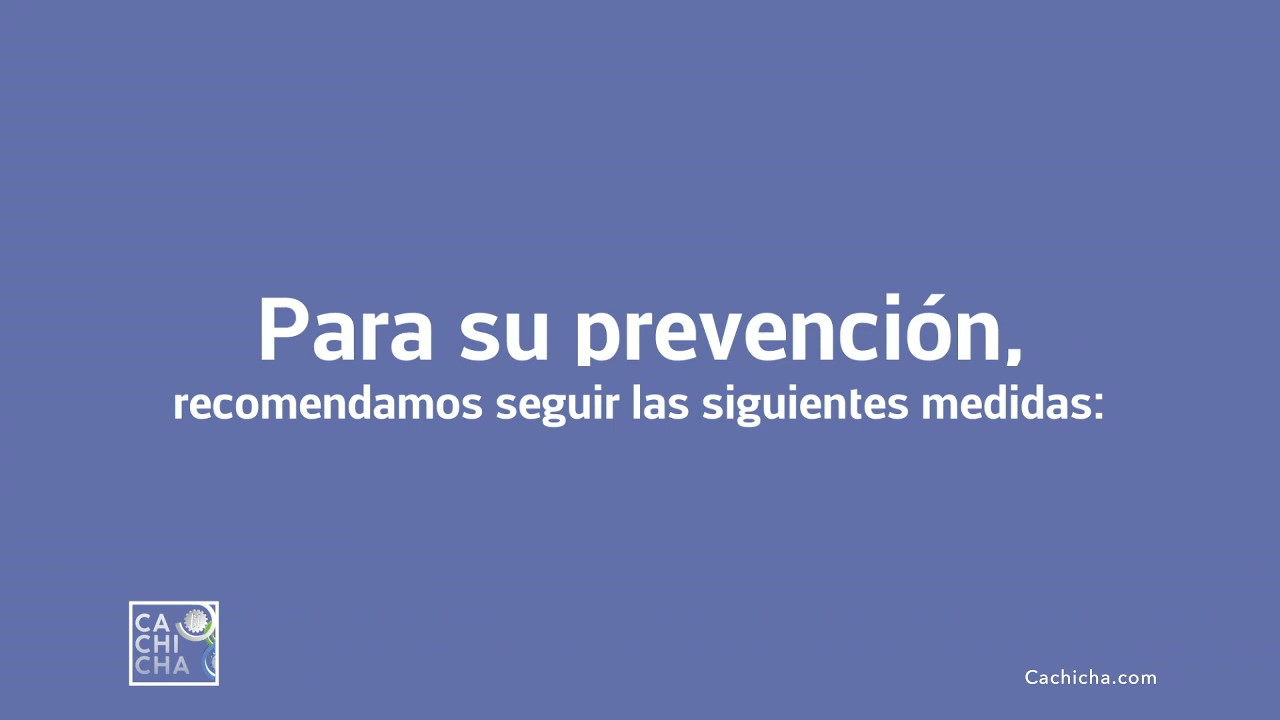 Para su prevención,
recomendamos seguir las siguientes medidas:
CA
CHI
CHA
Cachicha.com